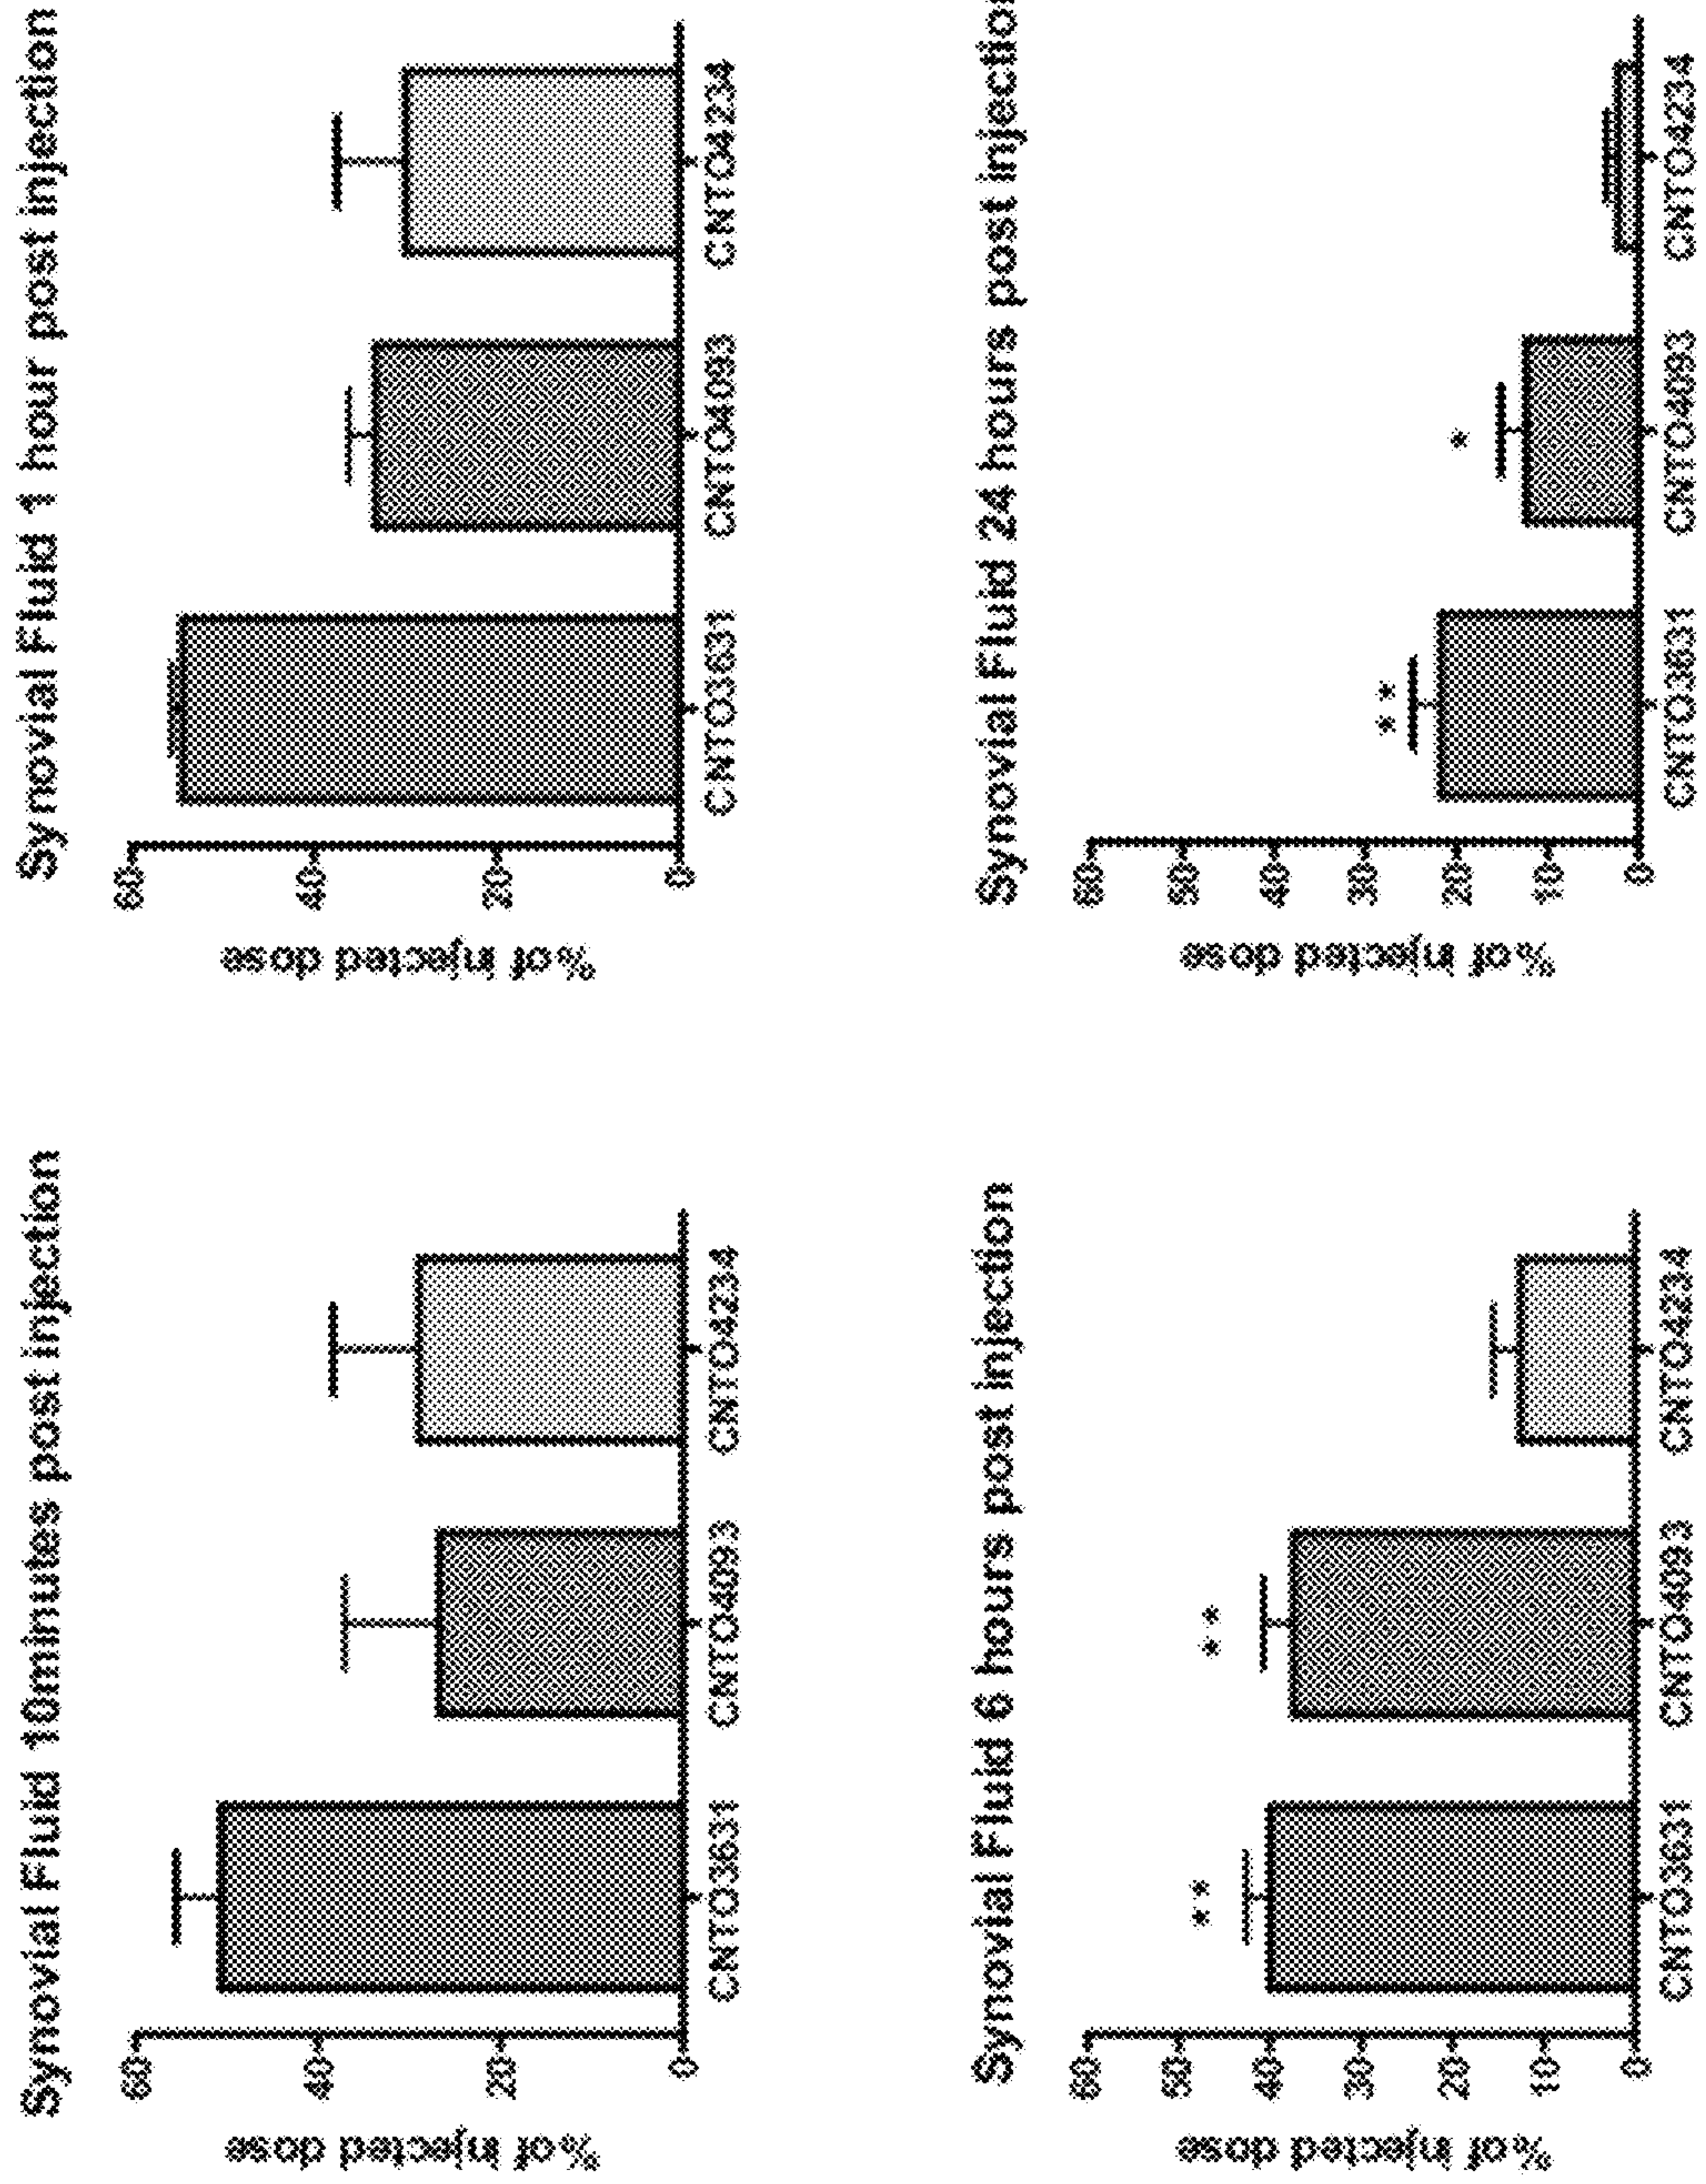 Synovial Fluid 10minutes post injection
% of injected dose
60
40
20
0
CNTO3631 CNTO4093 CNTO4234
Synovial Fluid 1 hour post injection
% of injected dose
60
40
20
0
CNTO3631 CNTO4093 CNTO4234
Synovial Fluid 6 hours post injection
% of injected dose
60
50
40
30
20
10
0
* *
* *
CNTO3631 CNTO4093 CNTO4234
Synovial Fluid 24 hours post injection
% of injected dose
60
50
40
30
20
10
0
* *
*
CNTO3631 CNTO4093 CNTO4234